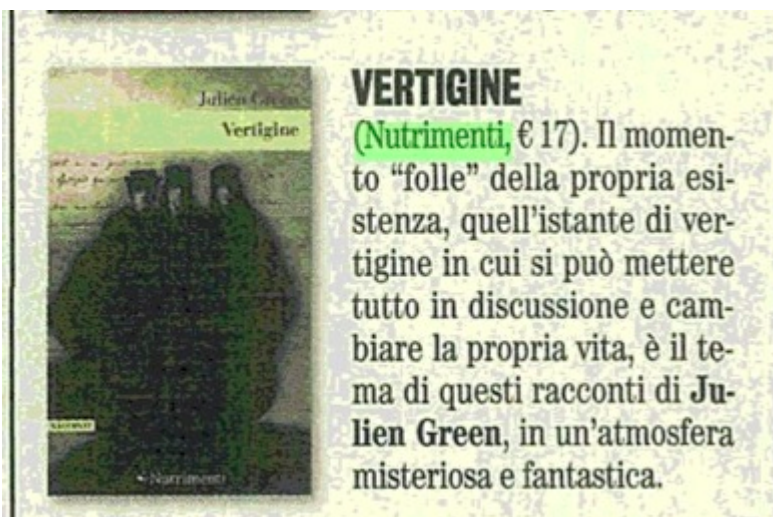 Julien Green
Vertigine
Nutrimenti
VERTIGINE
(Nutrimenti, € 17). Il momen-
to “folle” della propria esi-
stenza, quell'istante di ver-
tigine in cui si può mettere
tutto in discussione e cam-
biare la propria vita, è il te-
ma di questi racconti di Ju-
lien Green, in un'atmosfera
misteriosa e fantastica.